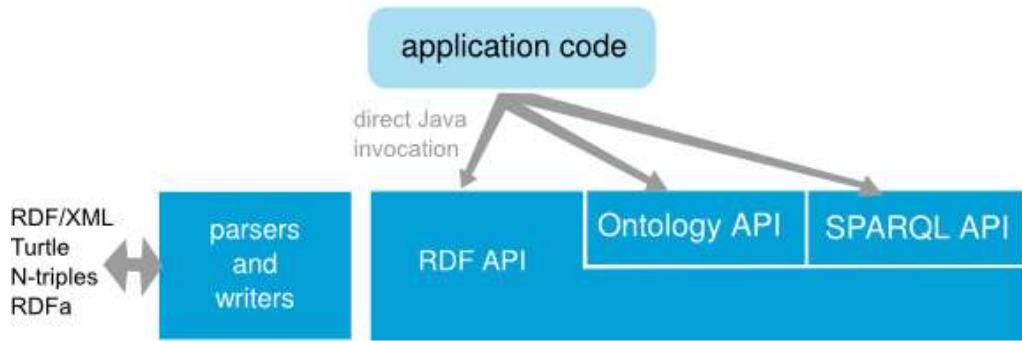 application code
direct Java
invocation
RDF/XML
Turtle
N-triples
RDFa
parsers
and
writers
RDF API
Ontology API
SPARQL API